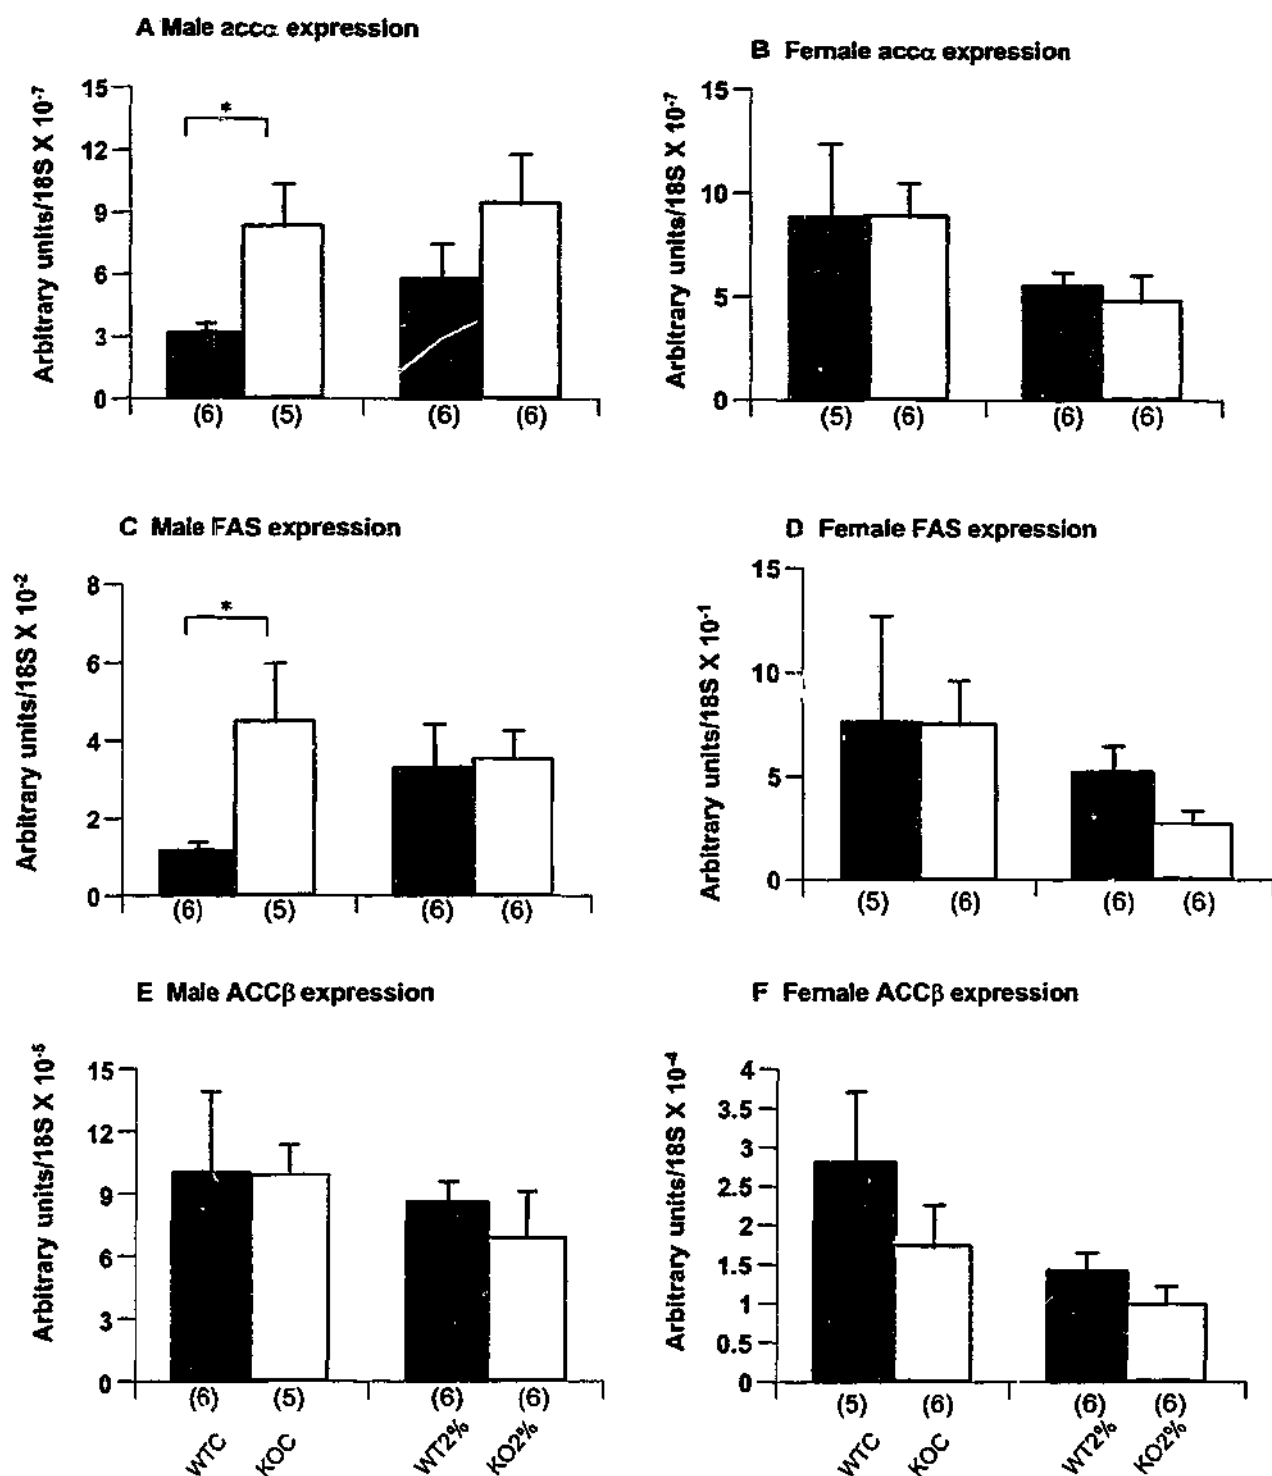 A Male accα expression
B Female accα expression
Arbitrary units/18S X 10⁻⁷
15
12
9
6
3
0
*
(6) (5) (6) (6)
Arbitrary units/18S X 10⁻⁷
15
10
5
0
(5) (6) (6) (6)
C Male FAS expression
D Female FAS expression
Arbitrary units/18S X 10⁻²
8
6
4
2
0
*
(6) (5) (6) (6)
Arbitrary units/18S X 10⁻¹
15
10
5
0
(5) (6) (6) (6)
E Male ACCβ expression
F Female ACCβ expression
Arbitrary units/18S X 10⁻⁵
15
12
9
6
3
0
(6) (5) (6) (6)
WTC KOC WT2% KO2%
Arbitrary units/18S X 10⁻⁴
4
3.5
3
2.5
2
1.5
1
0.5
0
(5) (6) (6) (6)
WTC KOC WT2% KO2%